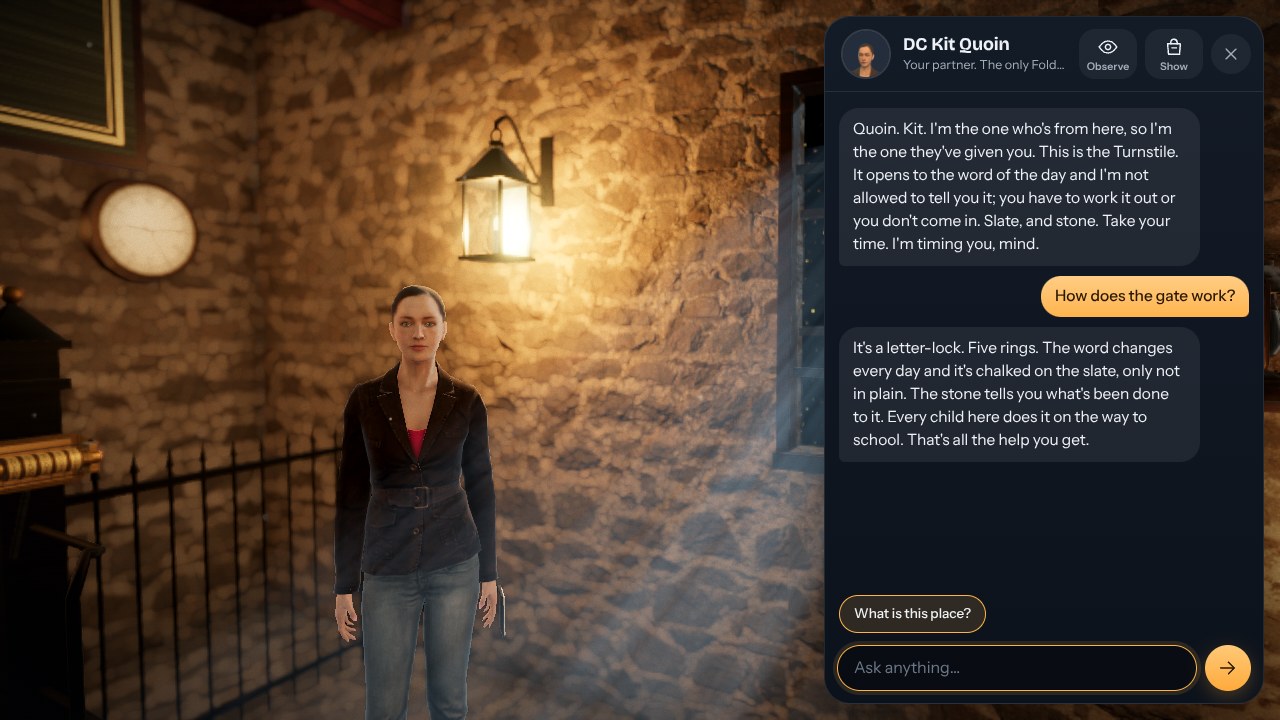 DC Kit Quoin
Your partner. The only Fold...
Observe
Show
Quoin. Kit. I'm the one who's from here, so I'm
the one they've given you. This is the Turnstile.
It opens to the word of the day and I'm not
allowed to tell you it; you have to work it out or
you don't come in. Slate, and stone. Take your
time. I'm timing you, mind.
How does the gate work?
It's a letter-lock. Five rings. The word changes
every day and it's chalked on the slate, only not
in plain. The stone tells you what's been done
to it. Every child here does it on the way to
school. That's all the help you get.
What is this place?
Ask anything...